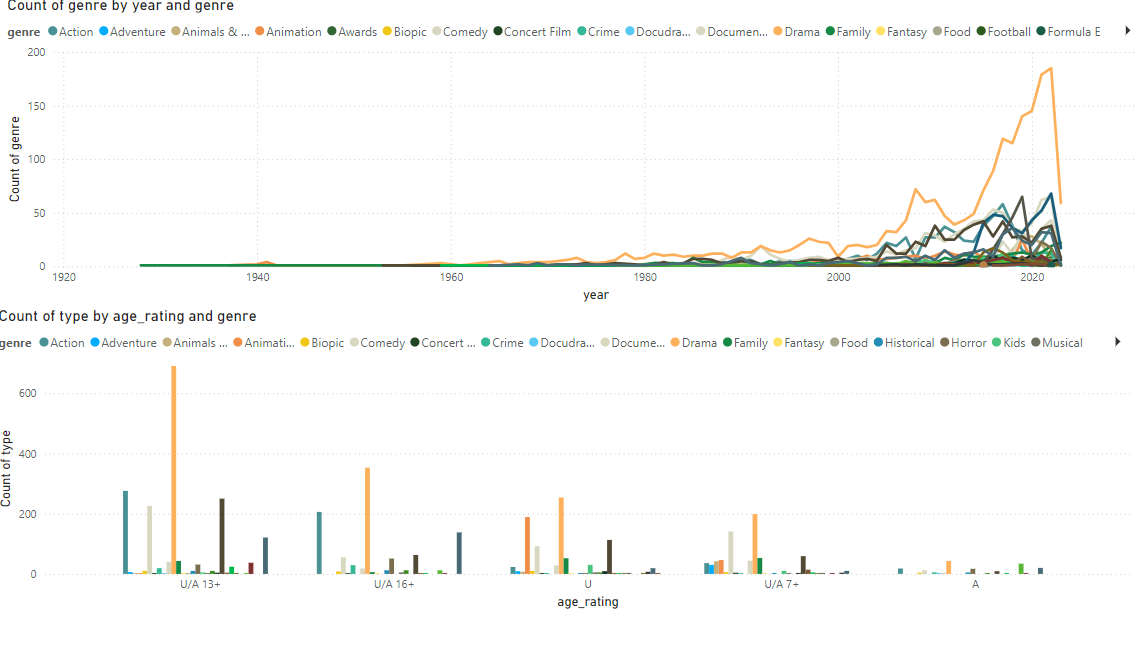 Count of genre by year and genre
genre Action Adventure Animals & ... Animation Awards Biopic Comedy Concert Film Crime Docudra... Documen... Drama Family Fantasy Food Football Formula E
200
150
100
50
0
Count of genre
1920 1940 1960 1980 2000 2020
year
Count of type by age_rating and genre
genre Action Adventure Animals ... Animati... Biopic Comedy Concert ... Crime Docudra... Docume... Drama Family Fantasy Food Historical Horror Kids Musical
600
400
200
0
Count of type
U/A 13+ U/A 16+ U U/A 7+ A
age_rating